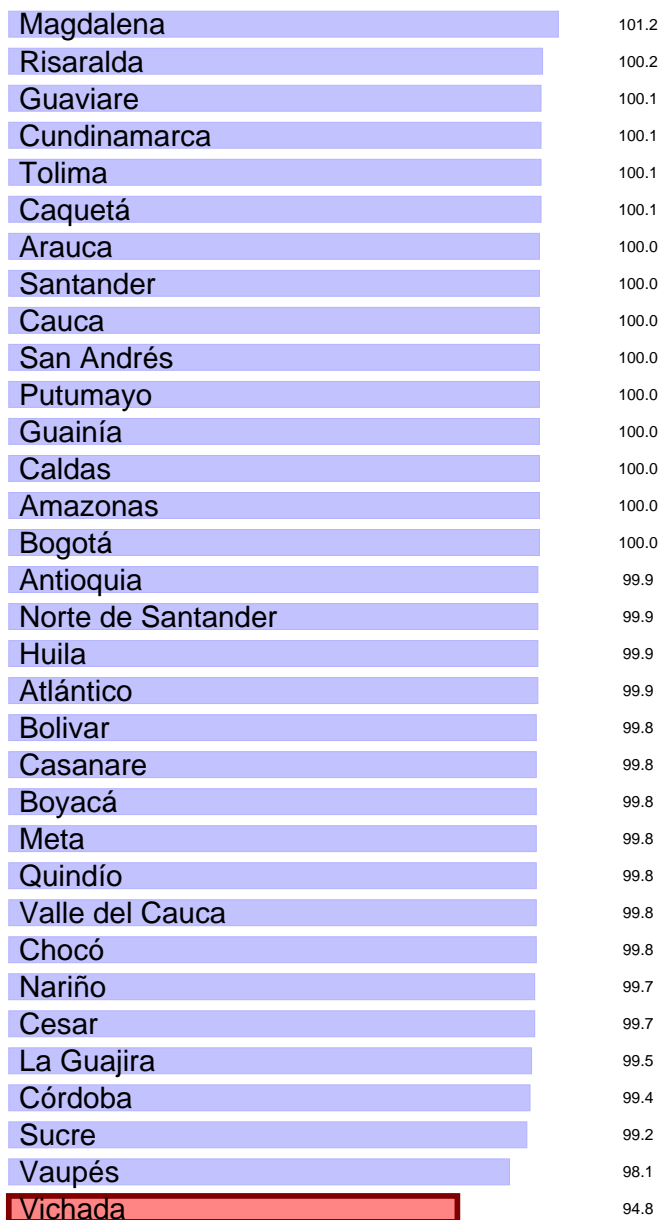 Magdalena 101.2
Risaralda 100.2
Guaviare 100.1
Cundinamarca 100.1
Tolima 100.1
Caquetá 100.1
Arauca 100.0
Santander 100.0
Cauca 100.0
San Andrés 100.0
Putumayo 100.0
Guainía 100.0
Caldas 100.0
Amazonas 100.0
Bogotá 100.0
Antioquia 99.9
Norte de Santander 99.9
Huila 99.9
Atlántico 99.9
Bolivar 99.8
Casanare 99.8
Boyacá 99.8
Meta 99.8
Quindío 99.8
Valle del Cauca 99.8
Chocó 99.8
Nariño 99.7
Cesar 99.7
La Guajira 99.5
Córdoba 99.4
Sucre 99.2
Vaupés 98.1
Vichada 94.8